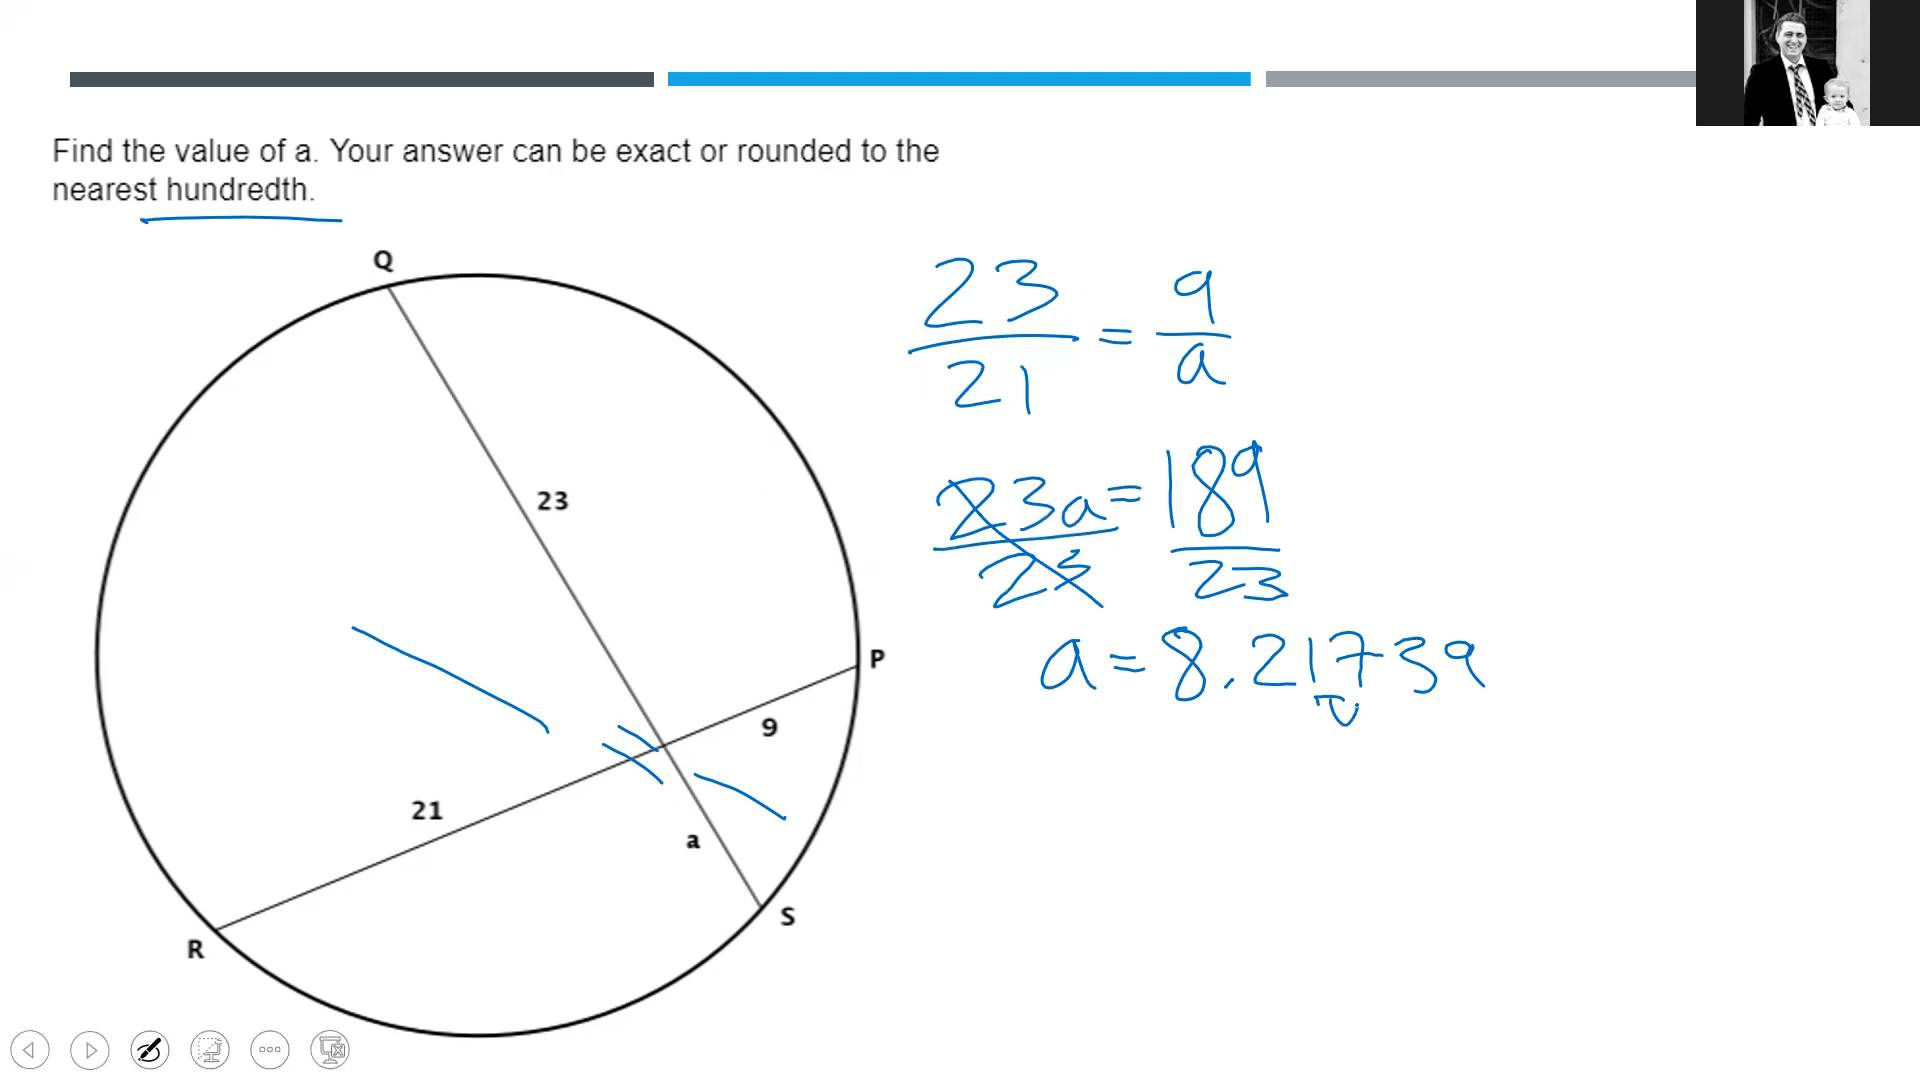 Find the value of a. Your answer can be exact or rounded to the
nearest hundredth.
Q
23
P
9
21
a
S
R
23/21 = 9/a
23a/23 = 189/23
a = 8.21739